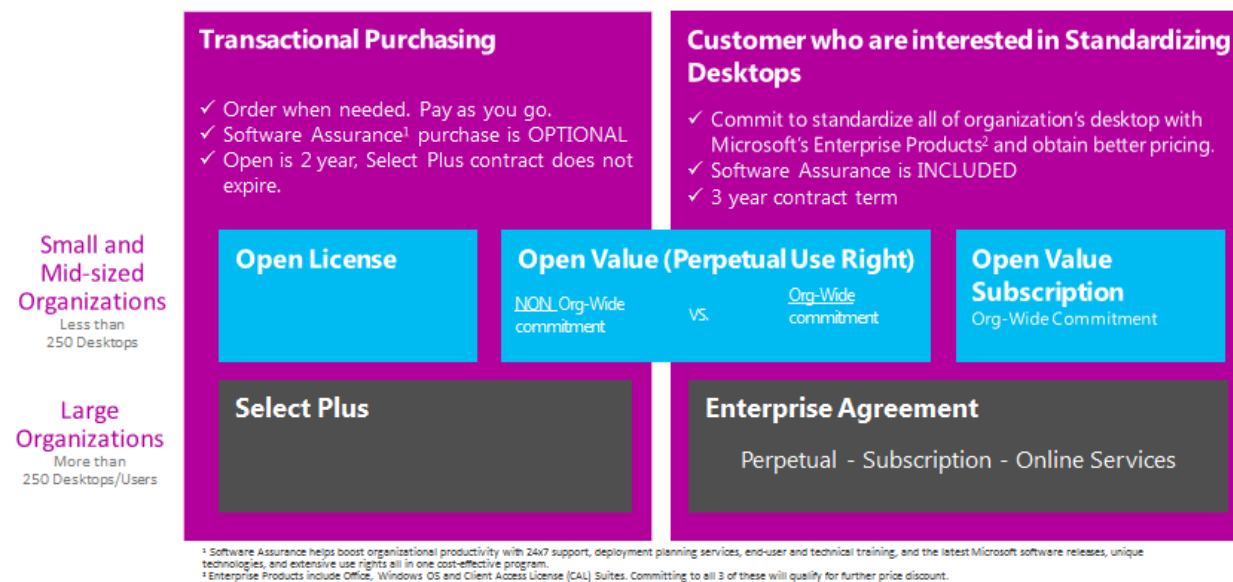 Transactional Purchasing
✓ Order when needed. Pay as you go.
✓ Software Assurance¹ purchase is OPTIONAL
✓ Open is 2 year, Select Plus contract does not
expire.
Customer who are interested in Standardizing
Desktops
✓ Commit to standardize all of organization's desktop with
Microsoft's Enterprise Products² and obtain better pricing.
✓ Software Assurance is INCLUDED
✓ 3 year contract term
Small and
Mid-sized
Organizations
Less than
250 Desktops
Open License
Open Value (Perpetual Use Right)
NON Org-Wide
commitment
VS.
Org-Wide
commitment
Open Value
Subscription
Org-Wide Commitment
Large
Organizations
More than
250 Desktops/Users
Select Plus
Enterprise Agreement
Perpetual - Subscription - Online Services
¹ Software Assurance helps boost organizational productivity with 24x7 support, deployment planning services, end-user and technical training, and the latest Microsoft software releases, unique
technologies, and extensive use rights all in one cost-effective program.
² Enterprise Products include Office, Windows OS and Client Access License (CAL) Suites. Committing to all 3 of these will qualify for further price discount.